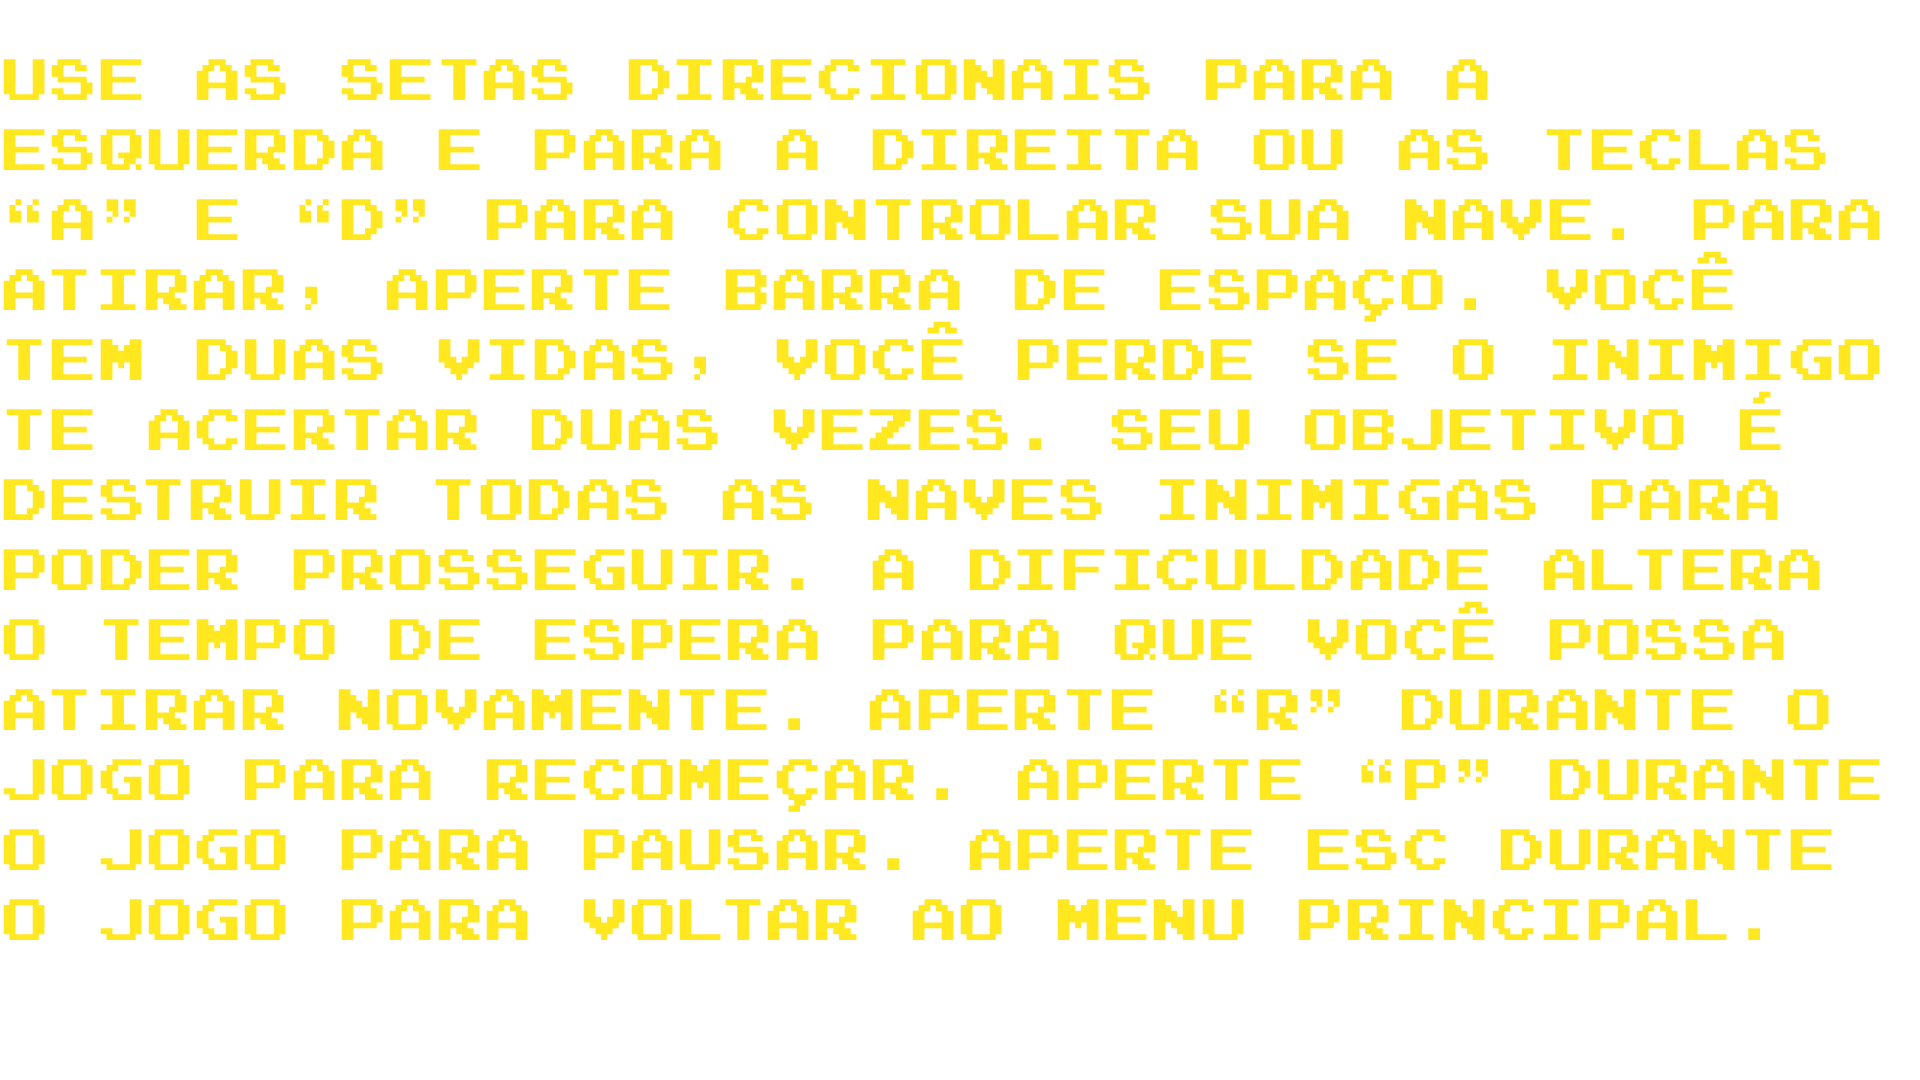 USE AS SETAS DIRECIONAIS PARA A
ESQUERDA E PARA A DIREITA OU AS TECLAS
“A” E “D” PARA CONTROLAR SUA NAVE. PARA
ATIRAR, APERTE BARRA DE ESPAÇO. VOCÊ
TEM DUAS VIDAS, VOCÊ PERDE SE O INIMIGO
TE ACERTAR DUAS VEZES. SEU OBJETIVO É
DESTRUIR TODAS AS NAVES INIMIGAS PARA
PODER PROSSEGUIR. A DIFICULDADE ALTERA
O TEMPO DE ESPERA PARA QUE VOCÊ POSSA
ATIRAR NOVAMENTE. APERTE “R” DURANTE O
JOGO PARA RECOMEÇAR. APERTE “P” DURANTE
O JOGO PARA PAUSAR. APERTE ESC DURANTE
O JOGO PARA VOLTAR AO MENU PRINCIPAL.